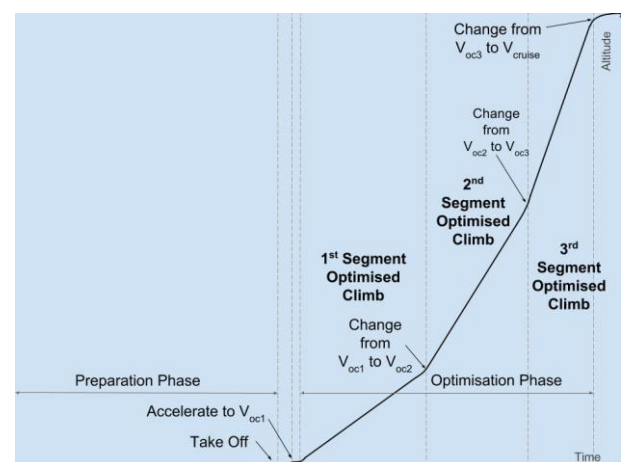 Change from
Voc3 to Vcruise
Altitude
Change
from
Voc2 to Voc3
2nd
Segment
Optimised
Climb
1st Segment
Optimised
Climb
3rd
Segment
Optimised
Climb
Change
from
Voc1 to Voc2
Preparation Phase
Optimisation Phase
Accelerate to Voc1
Take Off
Time